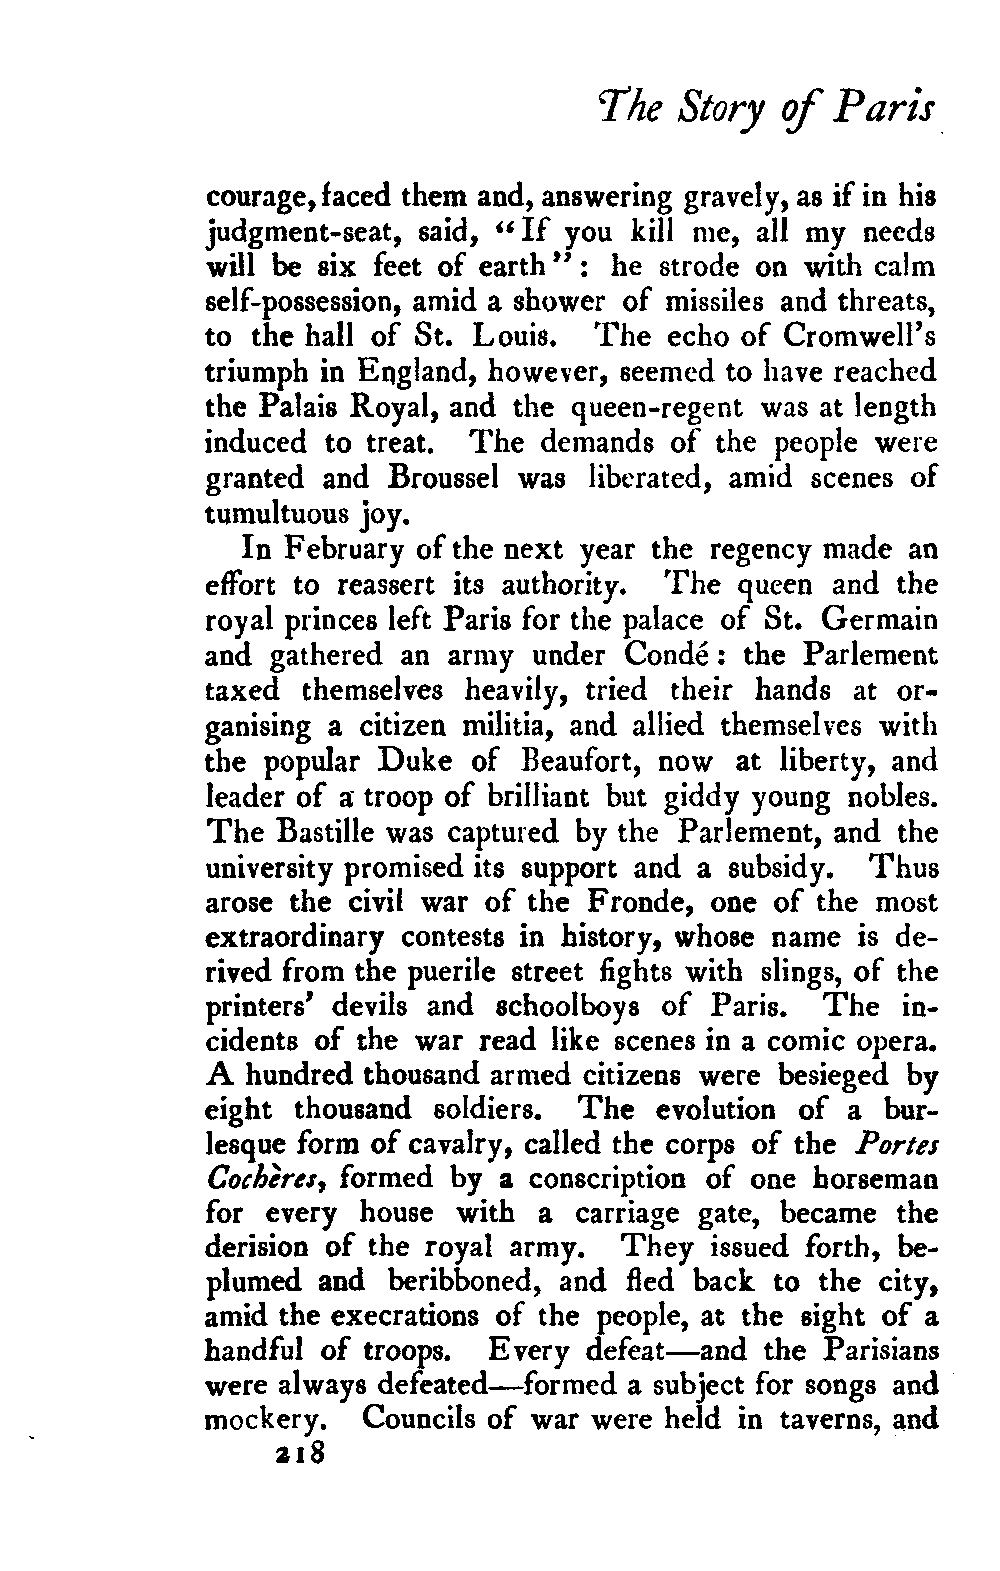 The Story of Paris
courage, faced them and, answering gravely, as if in his
judgment-seat, said, “If you kill me, all my needs
will be six feet of earth”: he strode on with calm
self-possession, amid a shower of missiles and threats,
to the hall of St. Louis. The echo of Cromwell's
triumph in England, however, seemed to have reached
the Palais Royal, and the queen-regent was at length
induced to treat. The demands of the people were
granted and Broussel was liberated, amid scenes of
tumultuous joy.
In February of the next year the regency made an
effort to reassert its authority. The queen and the
royal princes left Paris for the palace of St. Germain
and gathered an army under Condé: the Parlement
taxed themselves heavily, tried their hands at or-
ganising a citizen militia, and allied themselves with
the popular Duke of Beaufort, now at liberty, and
leader of a troop of brilliant but giddy young nobles.
The Bastille was captured by the Parlement, and the
university promised its support and a subsidy. Thus
arose the civil war of the Fronde, one of the most
extraordinary contests in history, whose name is de-
rived from the puerile street fights with slings, of the
printers' devils and schoolboys of Paris. The in-
cidents of the war read like scenes in a comic opera.
A hundred thousand armed citizens were besieged by
eight thousand soldiers. The evolution of a bur-
lesque form of cavalry, called the corps of the Portes
Cochères, formed by a conscription of one horseman
for every house with a carriage gate, became the
derision of the royal army. They issued forth, be-
plumed and beribboned, and fled back to the city,
amid the execrations of the people, at the sight of a
handful of troops. Every defeat—and the Parisians
were always defeated—formed a subject for songs and
mockery. Councils of war were held in taverns, and
218